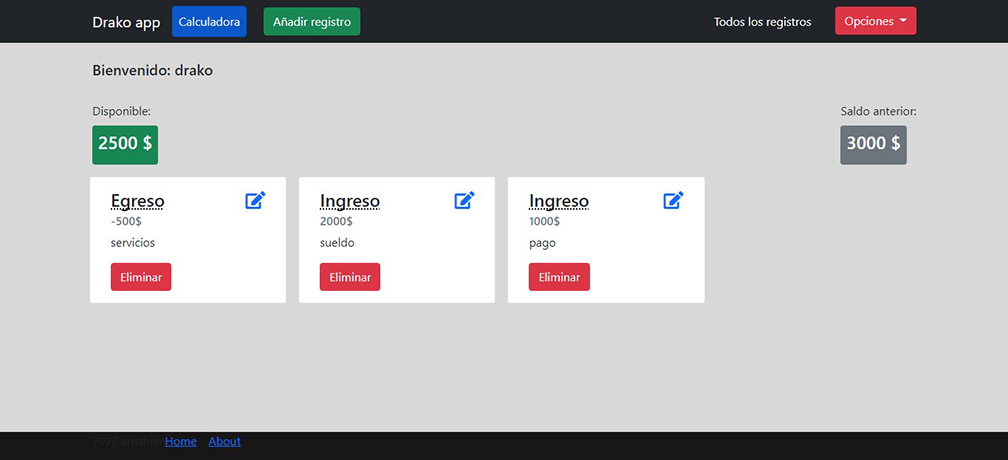 Drako app Calculadora Añadir registro Todos los registros Opciones
Bienvenido: drako
Disponible: Saldo anterior:
2500 $ 3000 $
Egreso Ingreso Ingreso
-500$ 2000$ 1000$
servicios sueldo pago
Eliminar Eliminar Eliminar
2022 Home About